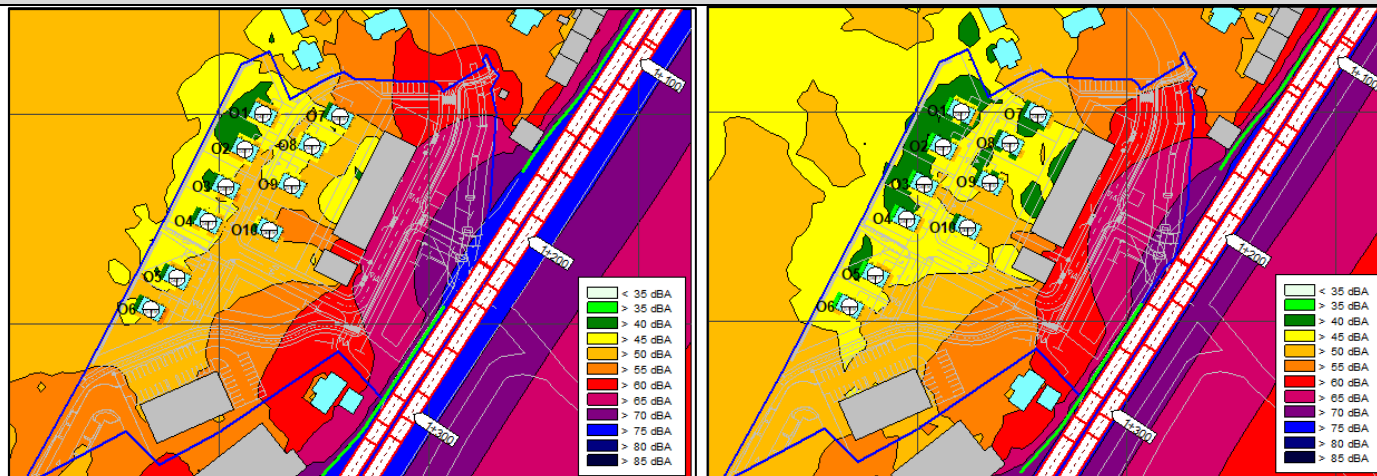 1+100
O1
O7
O2
O8
O3
O9
O4
O10
1+200
O5
O6
1+300
< 35 dBA
> 35 dBA
> 40 dBA
> 45 dBA
> 50 dBA
> 55 dBA
> 60 dBA
> 65 dBA
> 70 dBA
> 75 dBA
> 80 dBA
> 85 dBA
1+100
O1
O7
O2
O8
O3
O9
O4
O10
1+200
O5
O6
1+300
< 35 dBA
> 35 dBA
> 40 dBA
> 45 dBA
> 50 dBA
> 55 dBA
> 60 dBA
> 65 dBA
> 70 dBA
> 75 dBA
> 80 dBA
> 85 dBA